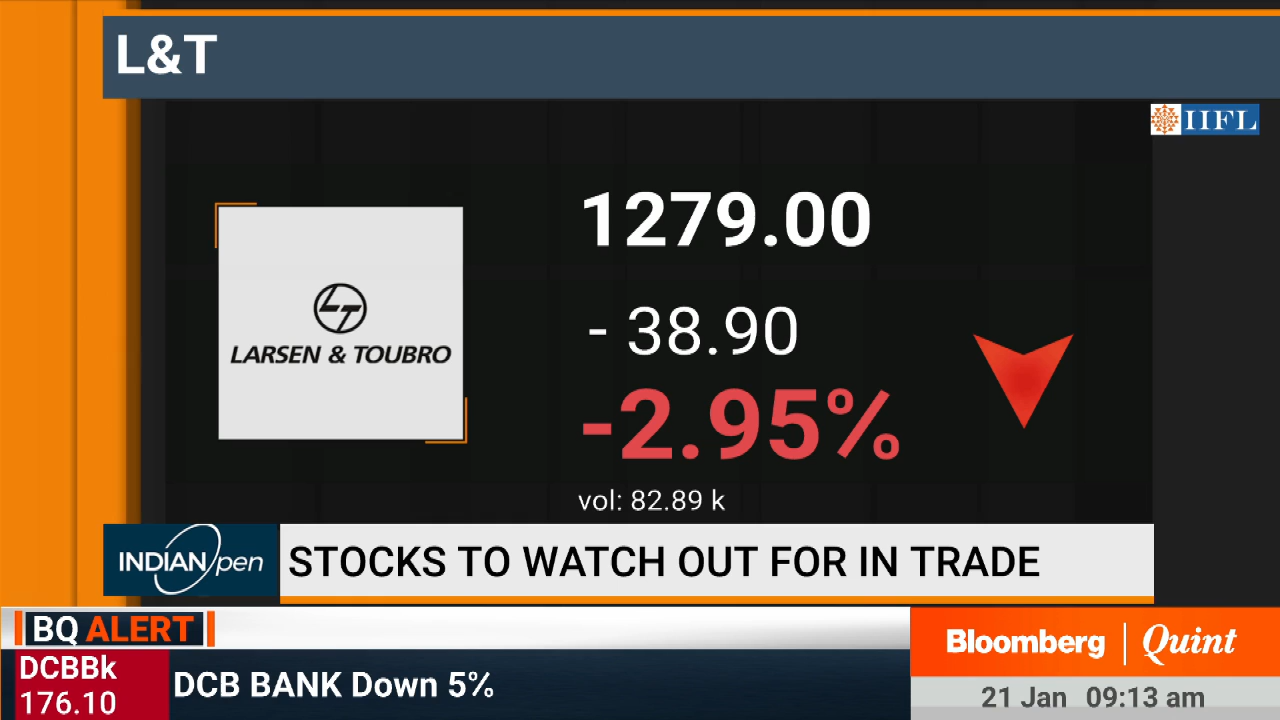 L&T
IIFL
1279.00
- 38.90
-2.95%
vol: 82.89 k
LT
LARSEN & TOUBRO
INDIAN Open
STOCKS TO WATCH OUT FOR IN TRADE
BQ ALERT
DCBBk
176.10
DCB BANK Down 5%
Bloomberg | Quint
21 Jan 09:13 am